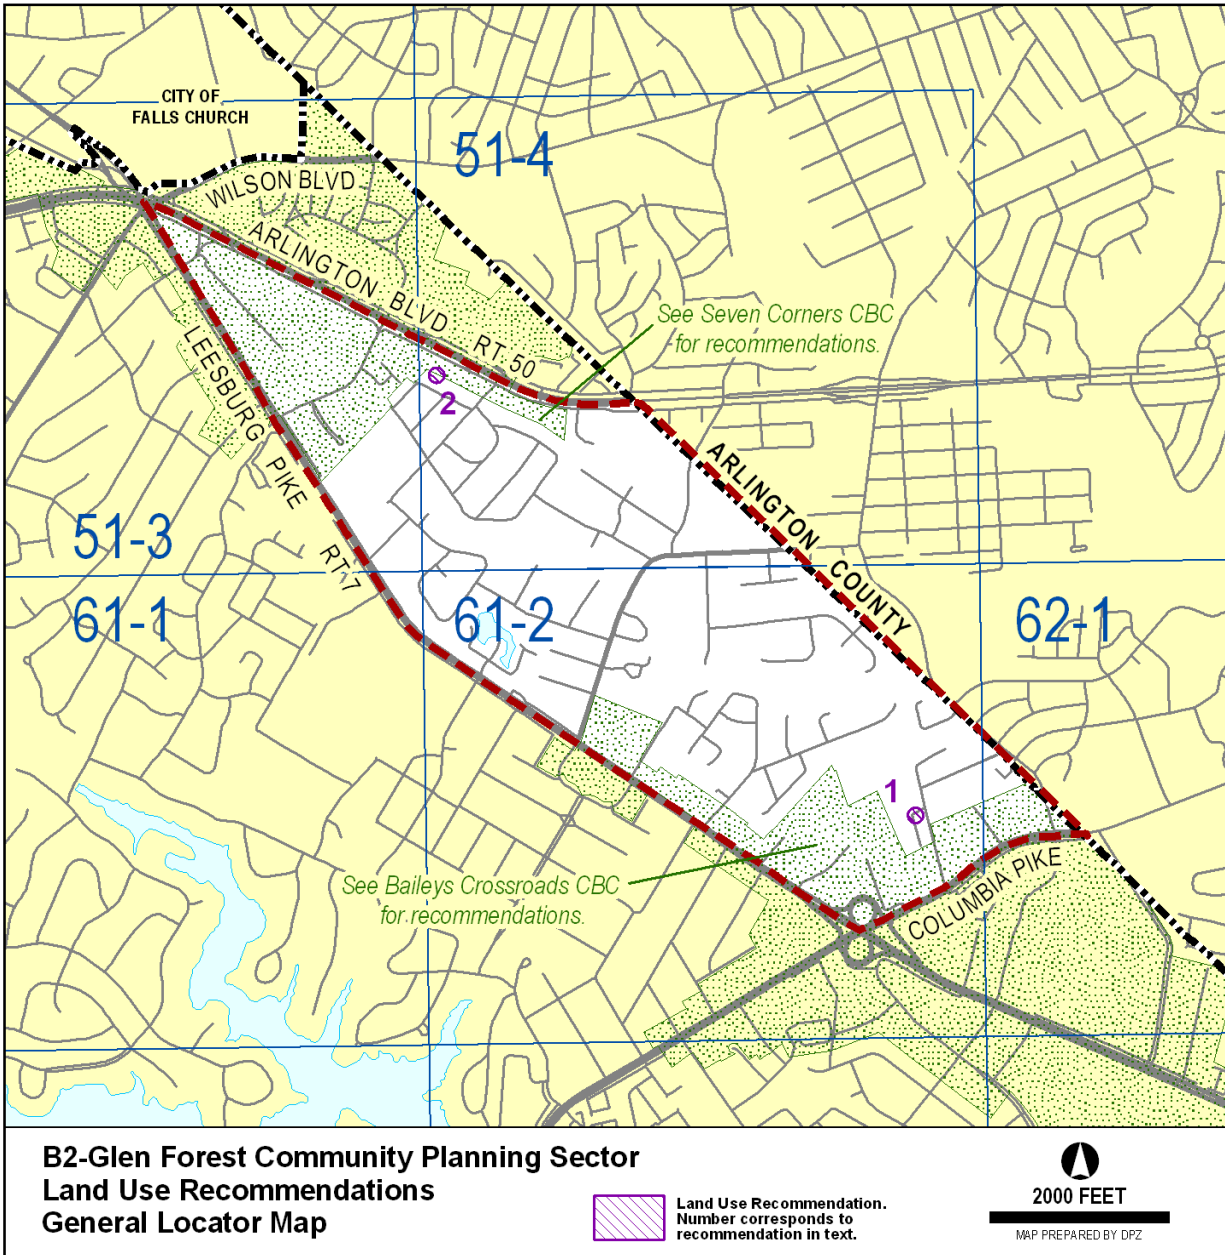 CITY OF
FALLS CHURCH
51-4
WILSON BLVD
ARLINGTON BLVD RT 50
See Seven Corners CBC
for recommendations.
2
LEESBURG PIKE RT 7
ARLINGTON COUNTY
51-3
61-1
61-2
62-1
1
See Baileys Crossroads CBC
for recommendations.
COLUMBIA PIKE
B2-Glen Forest Community Planning Sector
Land Use Recommendations
General Locator Map
Land Use Recommendation.
Number corresponds to
recommendation in text.
2000 FEET
MAP PREPARED BY DPZ